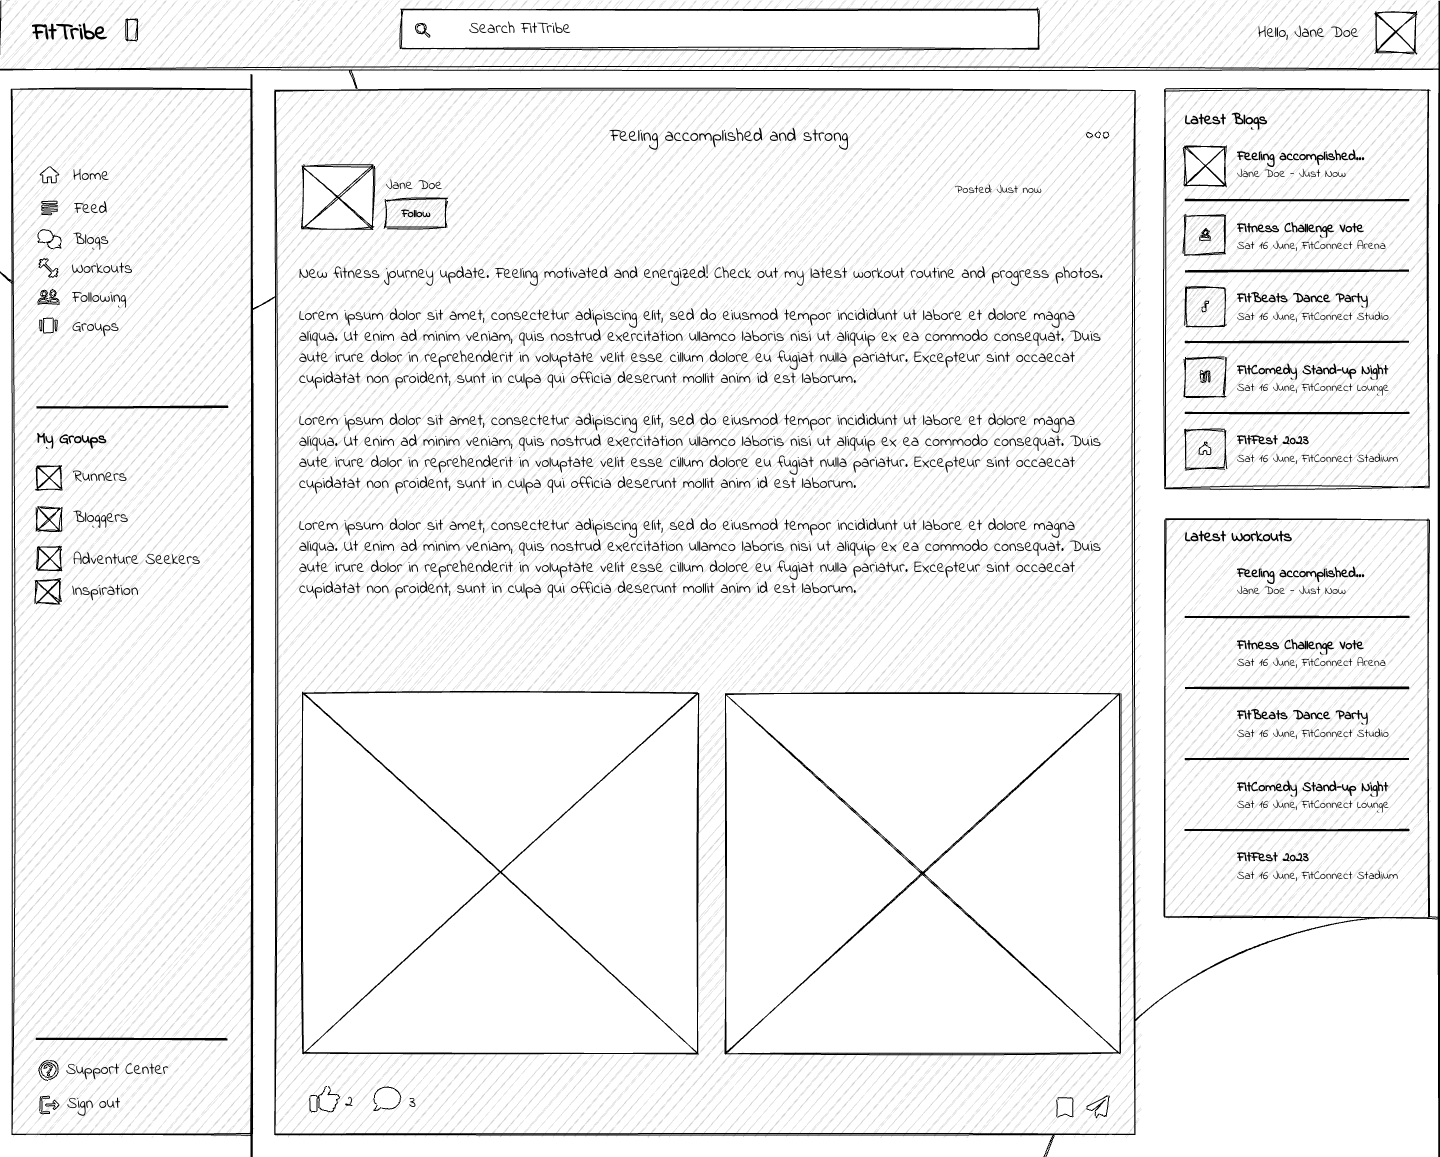 FitTribe
Search FitTribe
Hello, Jane Doe
Home
Feed
Blogs
Workouts
Following
Groups
My Groups
Runners
Bloggers
Adventure Seekers
Inspiration
Support Center
Sign out
Feeling accomplished and strong
Jane Doe
Follow
Posted: Just now
New fitness journey update. Feeling motivated and energized! Check out my latest workout routine and progress photos.
Lorem ipsum dolor sit amet, consectetur adipiscing elit, sed do eiusmod tempor incididunt ut labore et dolore magna
aliqua. Ut enim ad minim veniam, quis nostrud exercitation ullamco laboris nisi ut aliquip ex ea commodo consequat. Duis
aute irure dolor in reprehenderit in voluptate velit esse cillum dolore eu fugiat nulla pariatur. Excepteur sint occaecat
cupidatat non proident, sunt in culpa qui officia deserunt mollit anim id est laborum.
Lorem ipsum dolor sit amet, consectetur adipiscing elit, sed do eiusmod tempor incididunt ut labore et dolore magna
aliqua. Ut enim ad minim veniam, quis nostrud exercitation ullamco laboris nisi ut aliquip ex ea commodo consequat. Duis
aute irure dolor in reprehenderit in voluptate velit esse cillum dolore eu fugiat nulla pariatur. Excepteur sint occaecat
cupidatat non proident, sunt in culpa qui officia deserunt mollit anim id est laborum.
Lorem ipsum dolor sit amet, consectetur adipiscing elit, sed do eiusmod tempor incididunt ut labore et dolore magna
aliqua. Ut enim ad minim veniam, quis nostrud exercitation ullamco laboris nisi ut aliquip ex ea commodo consequat. Duis
aute irure dolor in reprehenderit in voluptate velit esse cillum dolore eu fugiat nulla pariatur. Excepteur sint occaecat
cupidatat non proident, sunt in culpa qui officia deserunt mollit anim id est laborum.
2
3
Latest Blogs
Feeling accomplished...
Jane Doe - Just Now
Fitness Challenge Vote
Sat 16 June, FitConnect Arena
FitBeats Dance Party
Sat 16 June, FitConnect Studio
FitComedy Stand-up Night
Sat 16 June, FitConnect Lounge
FitFest 2023
Sat 16 June, FitConnect Stadium
Latest Workouts
Feeling accomplished...
Jane Doe - Just Now
Fitness Challenge Vote
Sat 16 June, FitConnect Arena
FitBeats Dance Party
Sat 16 June, FitConnect Studio
FitComedy Stand-up Night
Sat 16 June, FitConnect Lounge
FitFest 2023
Sat 16 June, FitConnect Stadium